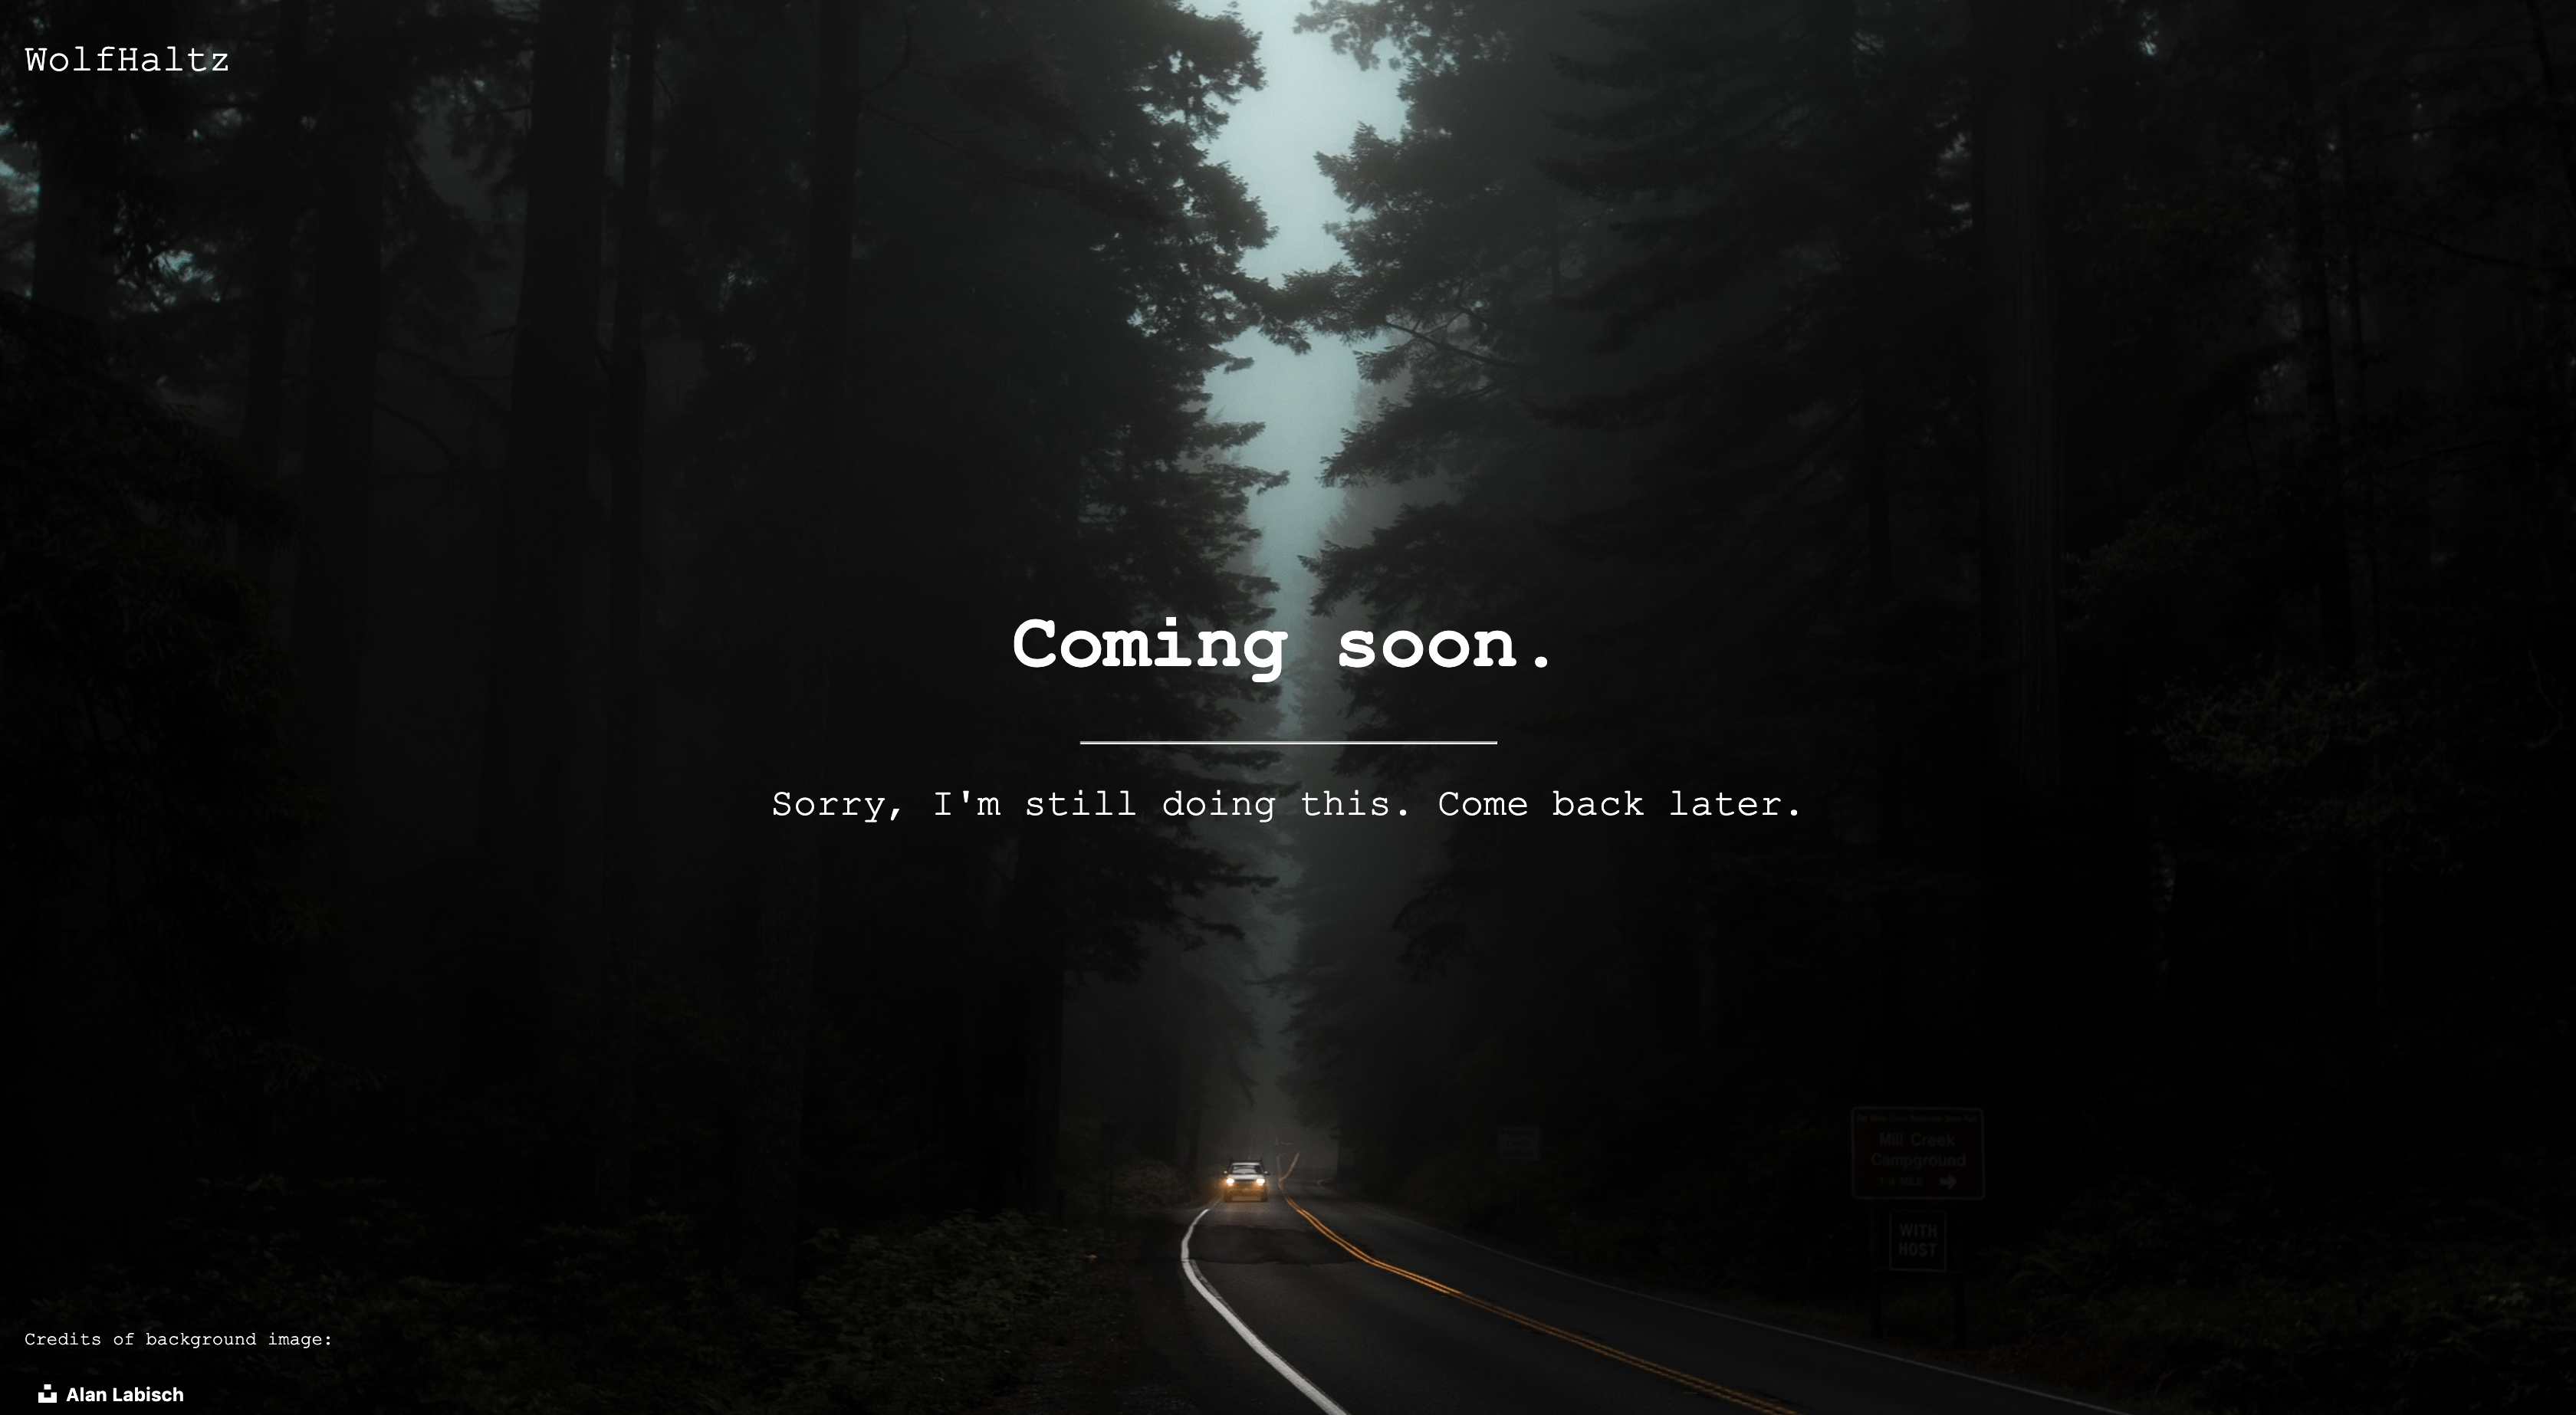 WolfHaltz
Coming soon.
Sorry, I'm still doing this. Come back later.
Mill Creek
Campground
WITH
HOST
Credits of background image:
Alan Labisch